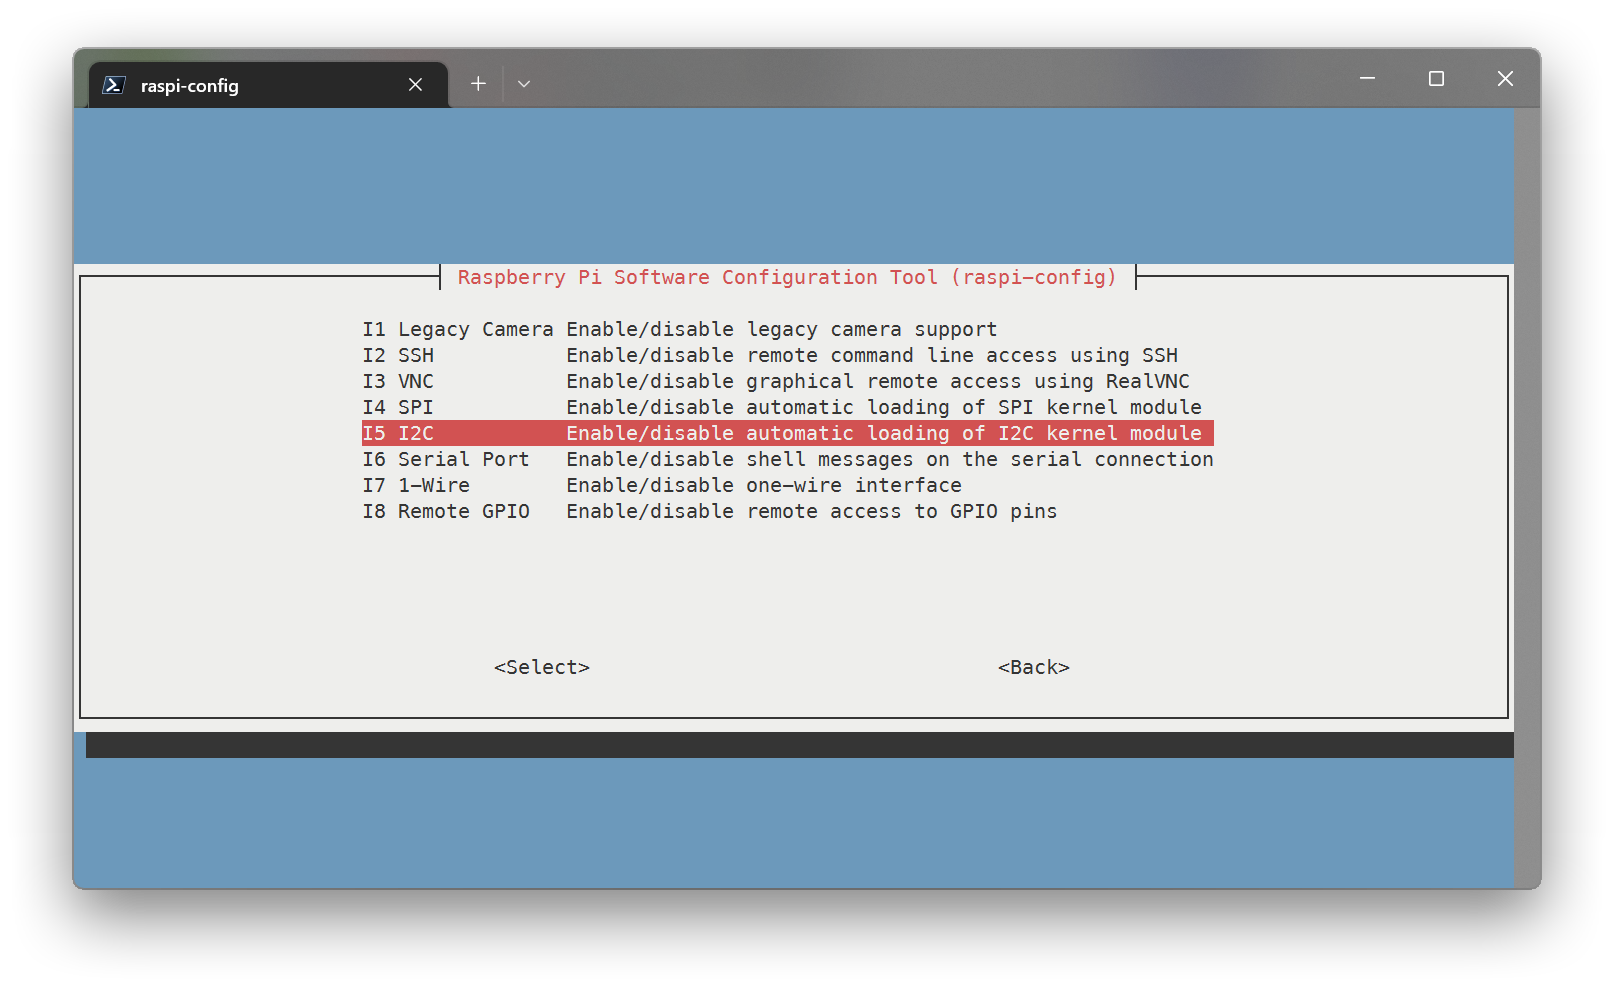 raspi-config
Raspberry Pi Software Configuration Tool (raspi-config)
I1 Legacy Camera Enable/disable legacy camera support
I2 SSH Enable/disable remote command line access using SSH
I3 VNC Enable/disable graphical remote access using RealVNC
I4 SPI Enable/disable automatic loading of SPI kernel module
I5 I2C Enable/disable automatic loading of I2C kernel module
I6 Serial Port Enable/disable shell messages on the serial connection
I7 1-Wire Enable/disable one-wire interface
I8 Remote GPIO Enable/disable remote access to GPIO pins
<Select> <Back>